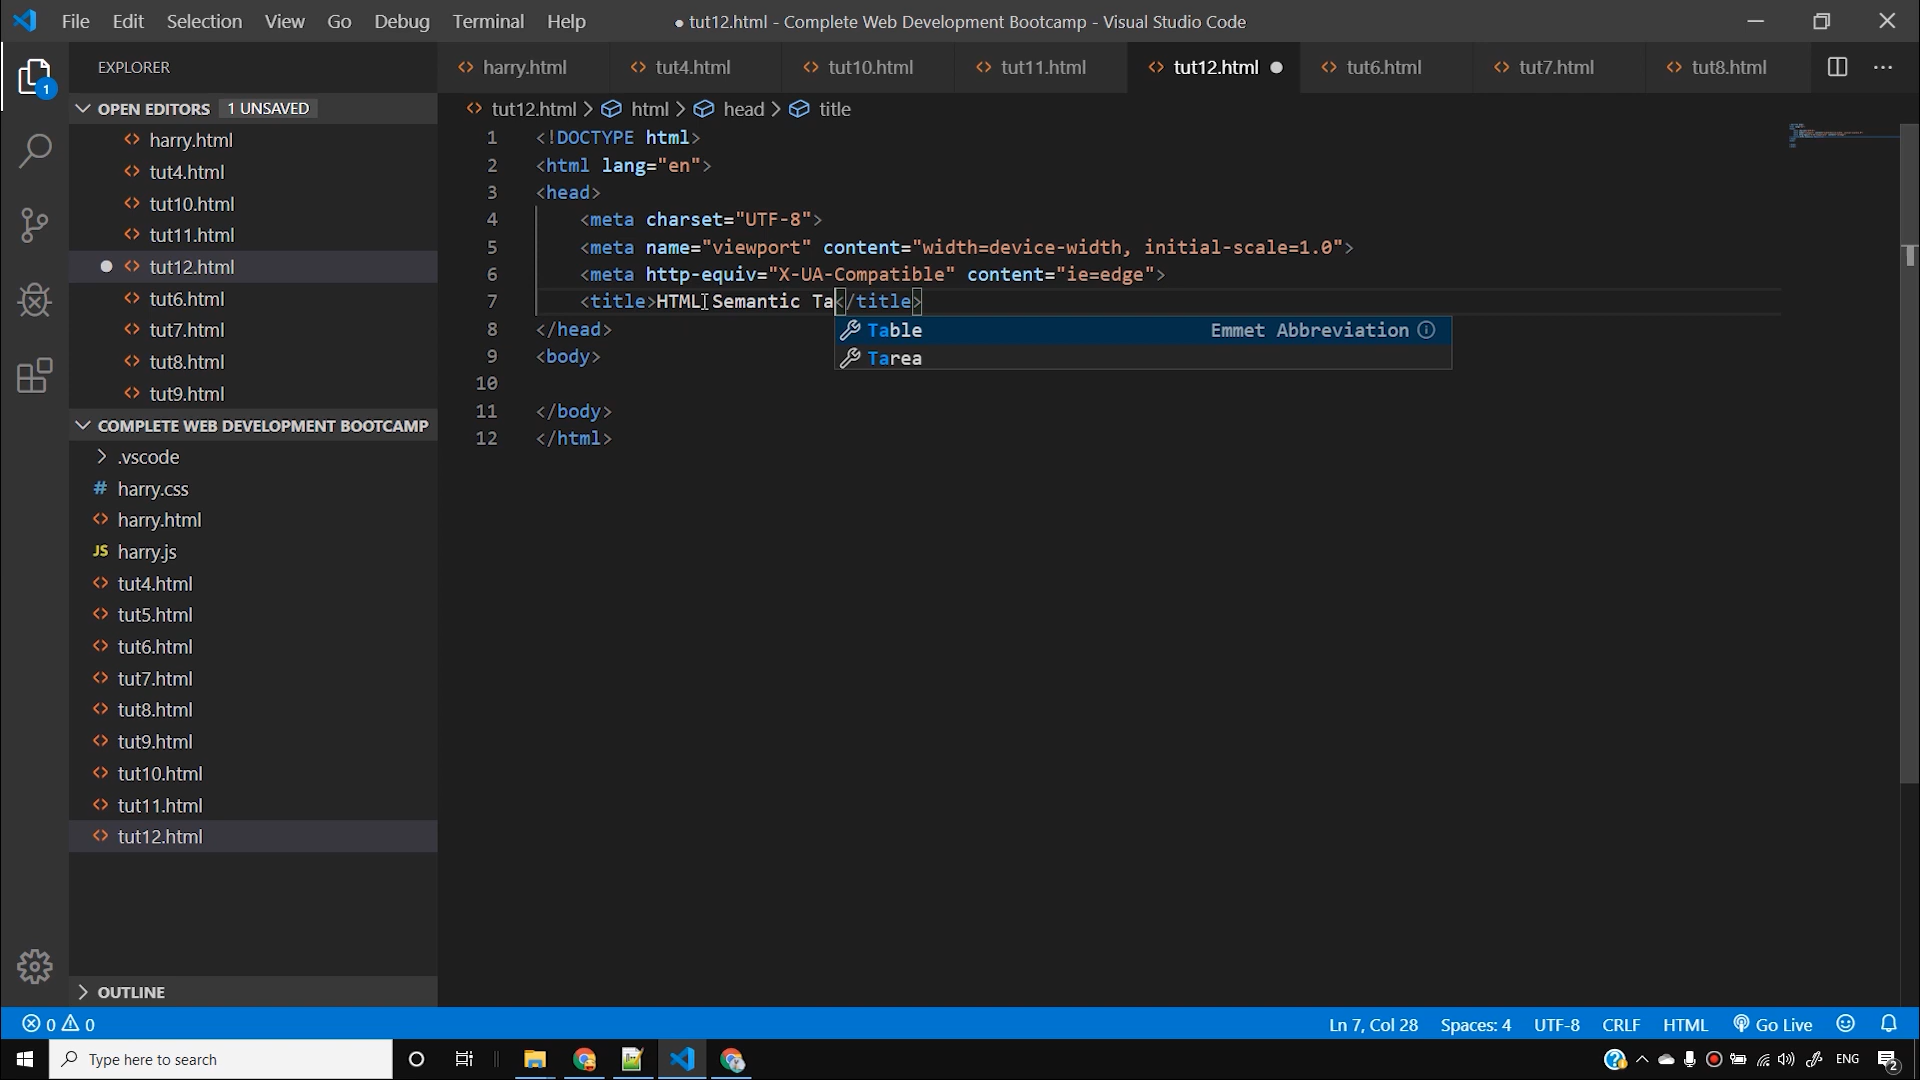 File Edit Selection View Go Debug Terminal Help
● tut12.html - Complete Web Development Bootcamp - Visual Studio Code
EXPLORER
1
OPEN EDITORS 1 UNSAVED
harry.html
tut4.html
tut10.html
tut11.html
tut12.html
tut6.html
tut7.html
tut8.html
tut9.html
COMPLETE WEB DEVELOPMENT BOOTCAMP
.vscode
# harry.css
harry.html
JS harry.js
tut4.html
tut5.html
tut6.html
tut7.html
tut8.html
tut9.html
tut10.html
tut11.html
tut12.html
OUTLINE
harry.html tut4.html tut10.html tut11.html tut12.html ● tut6.html tut7.html tut8.html
tut12.html > html > head > title
1 <!DOCTYPE html>
2 <html lang="en">
3 <head>
4 <meta charset="UTF-8">
5 <meta name="viewport" content="width=device-width, initial-scale=1.0">
6 <meta http-equiv="X-UA-Compatible" content="ie=edge">
7 <title>HTML Semantic Ta</title>
Table Emmet Abbreviation
Tarea
8 </head>
9 <body>
10
11 </body>
12 </html>
0 0
Ln 7, Col 28 Spaces: 4 UTF-8 CRLF HTML Go Live
Type here to search
ENG
2